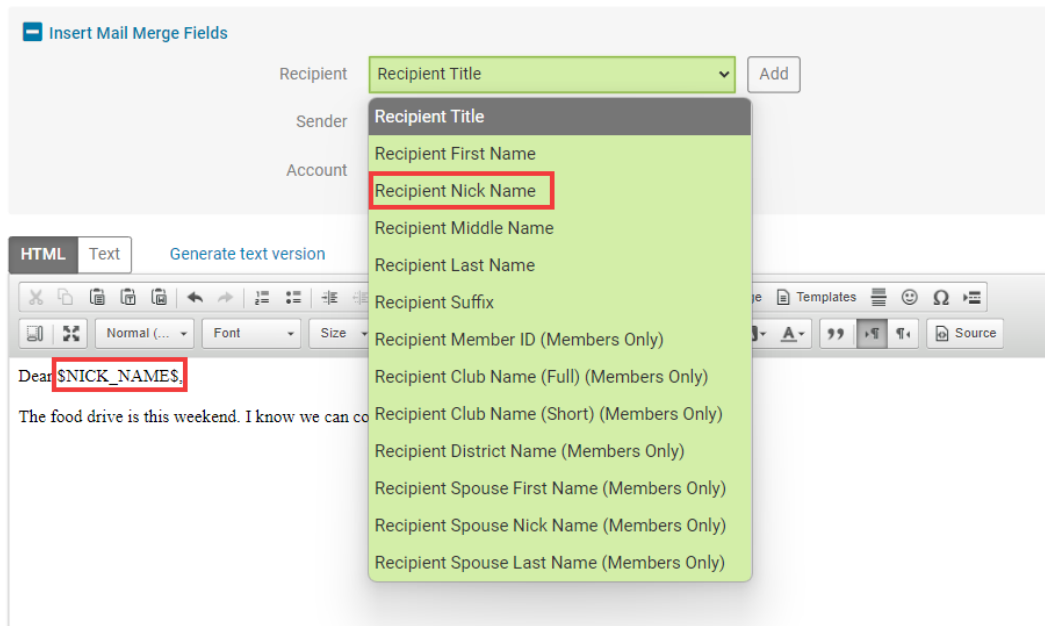 Insert Mail Merge Fields
Recipient Recipient Title Add
Sender
Account
Recipient Title
Recipient First Name
Recipient Nick Name
Recipient Middle Name
Recipient Last Name
Recipient Suffix
Recipient Member ID (Members Only)
Recipient Club Name (Full) (Members Only)
Recipient Club Name (Short) (Members Only)
Recipient District Name (Members Only)
Recipient Spouse First Name (Members Only)
Recipient Spouse Nick Name (Members Only)
Recipient Spouse Last Name (Members Only)
HTML Text Generate text version
Templates
Normal (... Font Size Source
Dear $NICK_NAME$,
The food drive is this weekend. I know we can